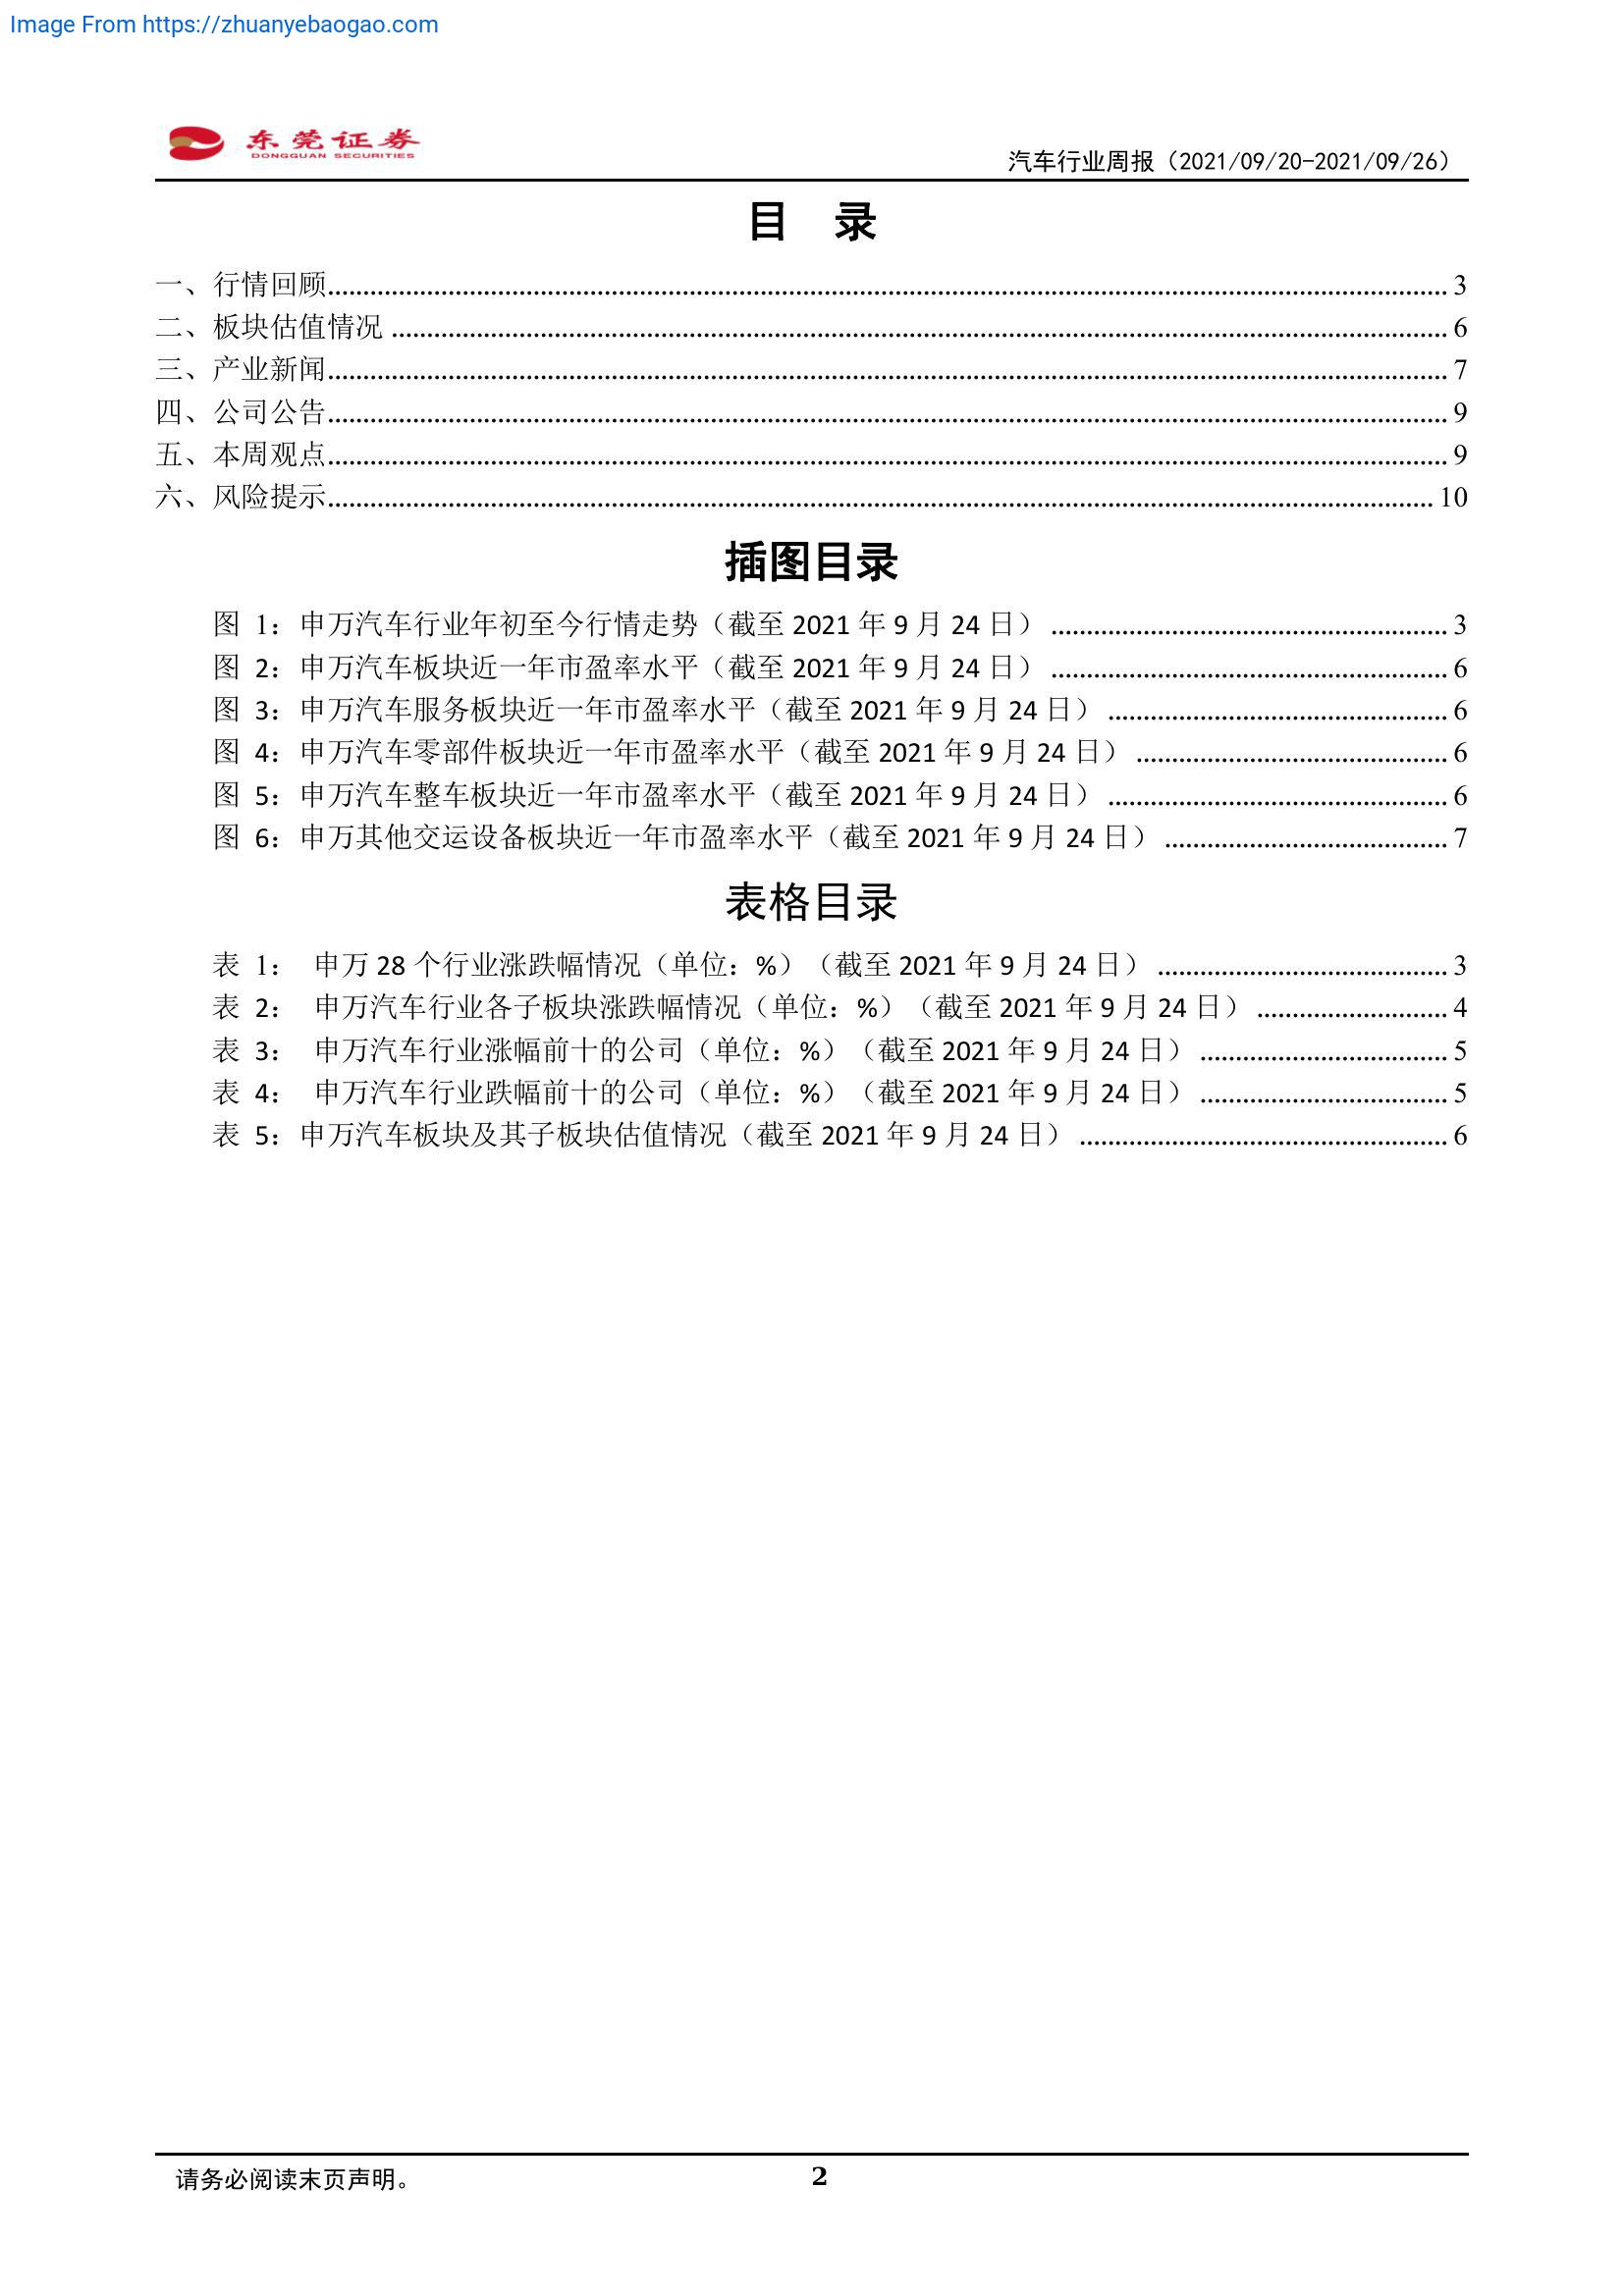 Image From https://zhuanyebaogao.com
东莞证券
DONGGUAN SECURITIES
汽车行业周报（2021/09/20-2021/09/26）
目 录
一、行情回顾 3
二、板块估值情况 6
三、产业新闻 7
四、公司公告 9
五、本周观点 9
六、风险提示 10
插图目录
图 1：申万汽车行业年初至今行情走势（截至 2021 年 9 月 24 日） 3
图 2：申万汽车板块近一年市盈率水平（截至 2021 年 9 月 24 日） 6
图 3：申万汽车服务板块近一年市盈率水平（截至 2021 年 9 月 24 日） 6
图 4：申万汽车零部件板块近一年市盈率水平（截至 2021 年 9 月 24 日） 6
图 5：申万汽车整车板块近一年市盈率水平（截至 2021 年 9 月 24 日） 6
图 6：申万其他交运设备板块近一年市盈率水平（截至 2021 年 9 月 24 日） 7
表格目录
表 1： 申万 28 个行业涨跌幅情况（单位：%）（截至 2021 年 9 月 24 日） 3
表 2： 申万汽车行业各子板块涨跌幅情况（单位：%）（截至 2021 年 9 月 24 日） 4
表 3： 申万汽车行业涨幅前十的公司（单位：%）（截至 2021 年 9 月 24 日） 5
表 4： 申万汽车行业跌幅前十的公司（单位：%）（截至 2021 年 9 月 24 日） 5
表 5：申万汽车板块及其子板块估值情况（截至 2021 年 9 月 24 日） 6
请务必阅读末页声明。
2